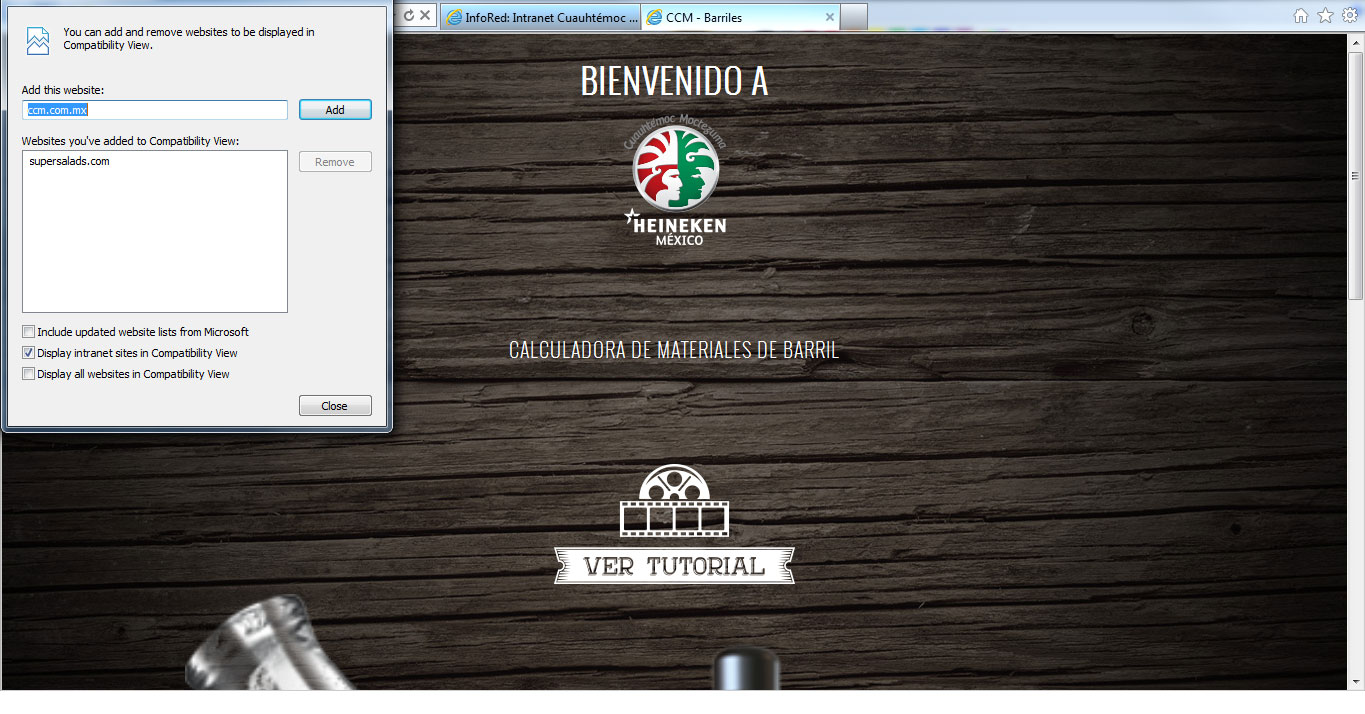 You can add and remove websites to be displayed in
Compatibility View.
Add this website:
ccm.com.mx
Add
Websites you've added to Compatibility View:
supersalads.com
Remove
Include updated website lists from Microsoft
Display intranet sites in Compatibility View
Display all websites in Compatibility View
Close
InfoRed: Intranet Cuauhtémoc ...
CCM - Barriles
BIENVENIDO A
Cuauhtémoc Moctezuma
HEINEKEN
MÉXICO
CALCULADORA DE MATERIALES DE BARRIL
VER TUTORIAL